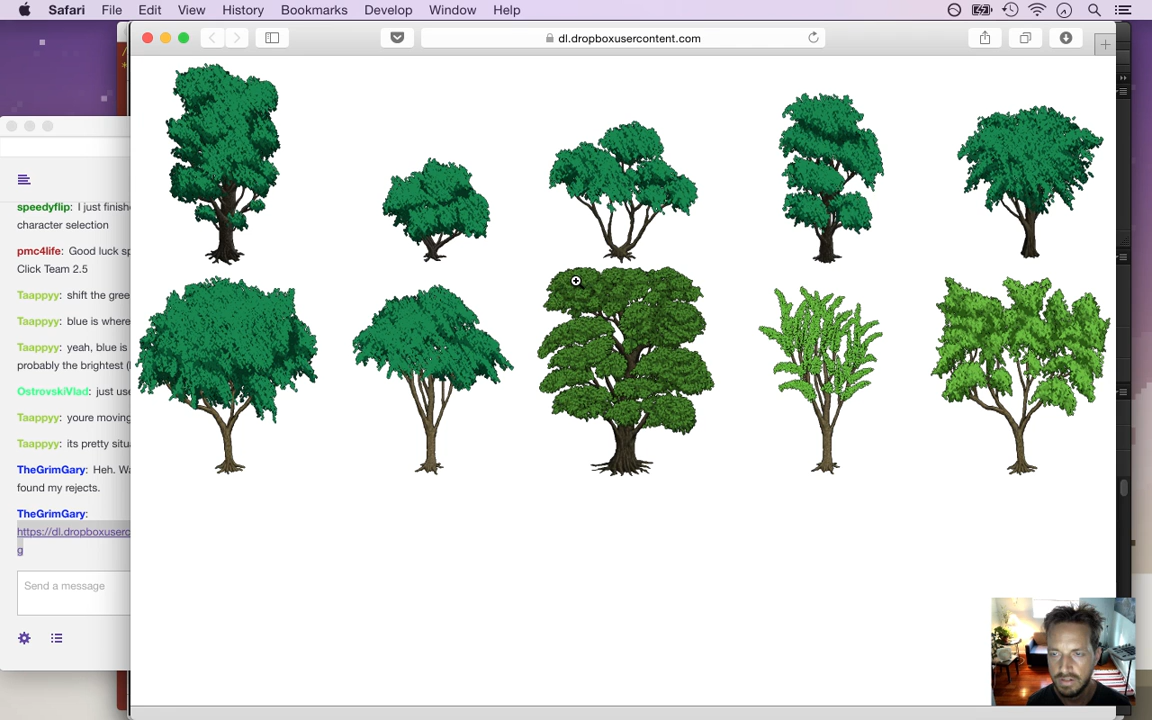 Safari File Edit View History Bookmarks Develop Window Help
dl.dropboxusercontent.com
speedyflip: I just finishe
character selection
pmc4life: Good luck sp
Click Team 2.5
Taappyy: shift the gree
Taappyy: blue is where
Taappyy: yeah, blue is
probably the brightest (
OstrovskiVlad: just use
Taappyy: youre moving
Taappyy: its pretty situa
TheGrimGary: Heh. Wa
found my rejects.
TheGrimGary:
https://dl.dropboxuserc
g
Send a message